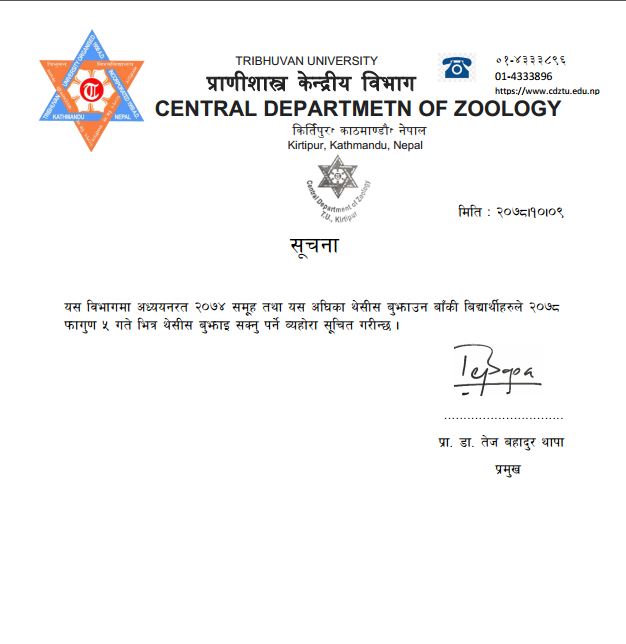 TRIBHUVAN UNIVERSITY
प्राणीशास्त्र केन्द्रीय विभाग
CENTRAL DEPARTMETN OF ZOOLOGY
किर्तिपुर, काठमाण्डौ, नेपाल
Kirtipur, Kathmandu, Nepal
०१-४३३३८९६
01-4333896
https://www.cdztu.edu.np
UNIVERSITY ORGANISED
INCORPORATED
TRIBHUVAN
KATHMANDU
NEPAL
Central Department of Zoology
T.U., Kirtipur
मिति : २०७८।१०।०९
सूचना
यस विभागमा अध्ययनरत २०७४ समूह तथा यस अघिका थेसीस बुझाउन बाँकी बिद्यार्थीहरुले २०७८
फागुण ५ गते भित्र थेसीस बुझाइ सक्नु पर्ने व्यहोरा सूचित गरीन्छ ।
प्रा. डा. तेज बहादुर थापा
प्रमुख